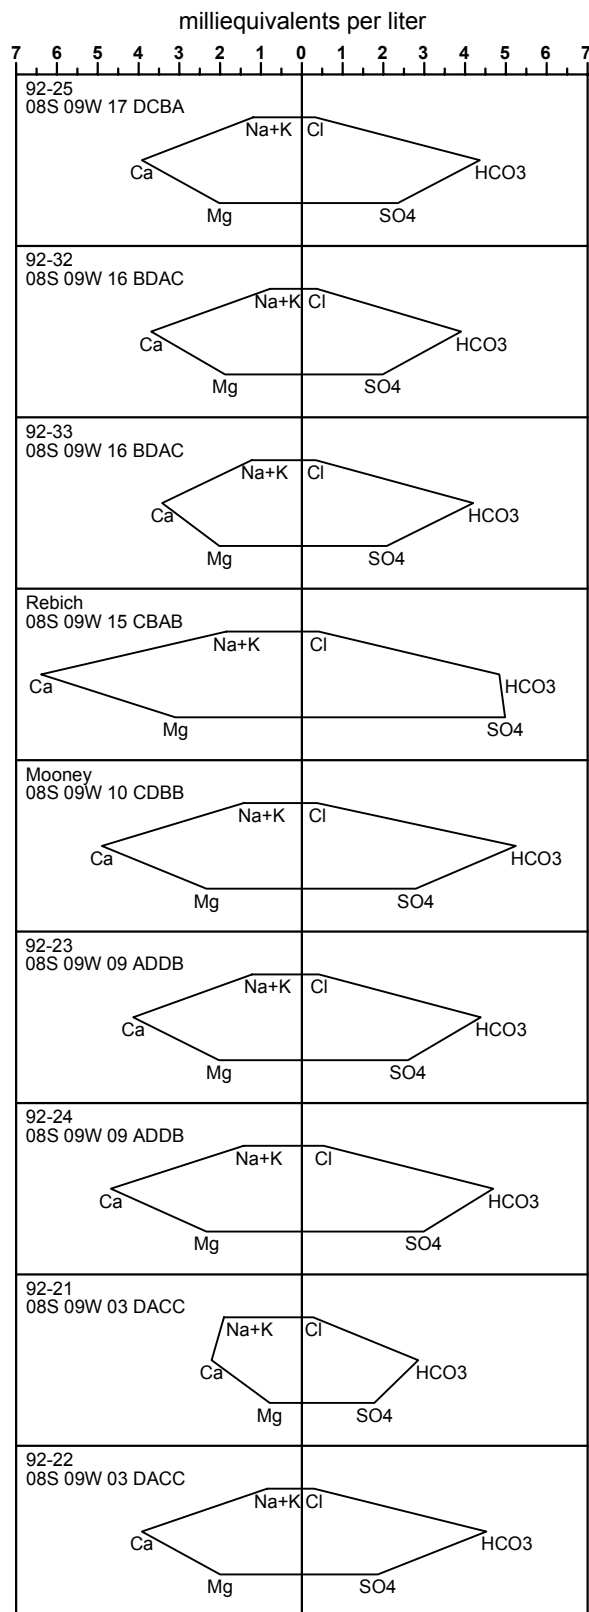 milliequivalents per liter
7 6 5 4 3 2 1 0 1 2 3 4 5 6 7
92-25
08S 09W 17 DCBA
Na+K Cl
Ca HCO3
Mg SO4
92-32
08S 09W 16 BDAC
Na+K Cl
Ca HCO3
Mg SO4
92-33
08S 09W 16 BDAC
Na+K Cl
Ca HCO3
Mg SO4
Rebich
08S 09W 15 CBAB
Na+K Cl
Ca HCO3
Mg SO4
Mooney
08S 09W 10 CDBB
Na+K Cl
Ca HCO3
Mg SO4
92-23
08S 09W 09 ADDB
Na+K Cl
Ca HCO3
Mg SO4
92-24
08S 09W 09 ADDB
Na+K Cl
Ca HCO3
Mg SO4
92-21
08S 09W 03 DACC
Na+K Cl
Ca HCO3
Mg SO4
92-22
08S 09W 03 DACC
Na+K Cl
Ca HCO3
Mg SO4